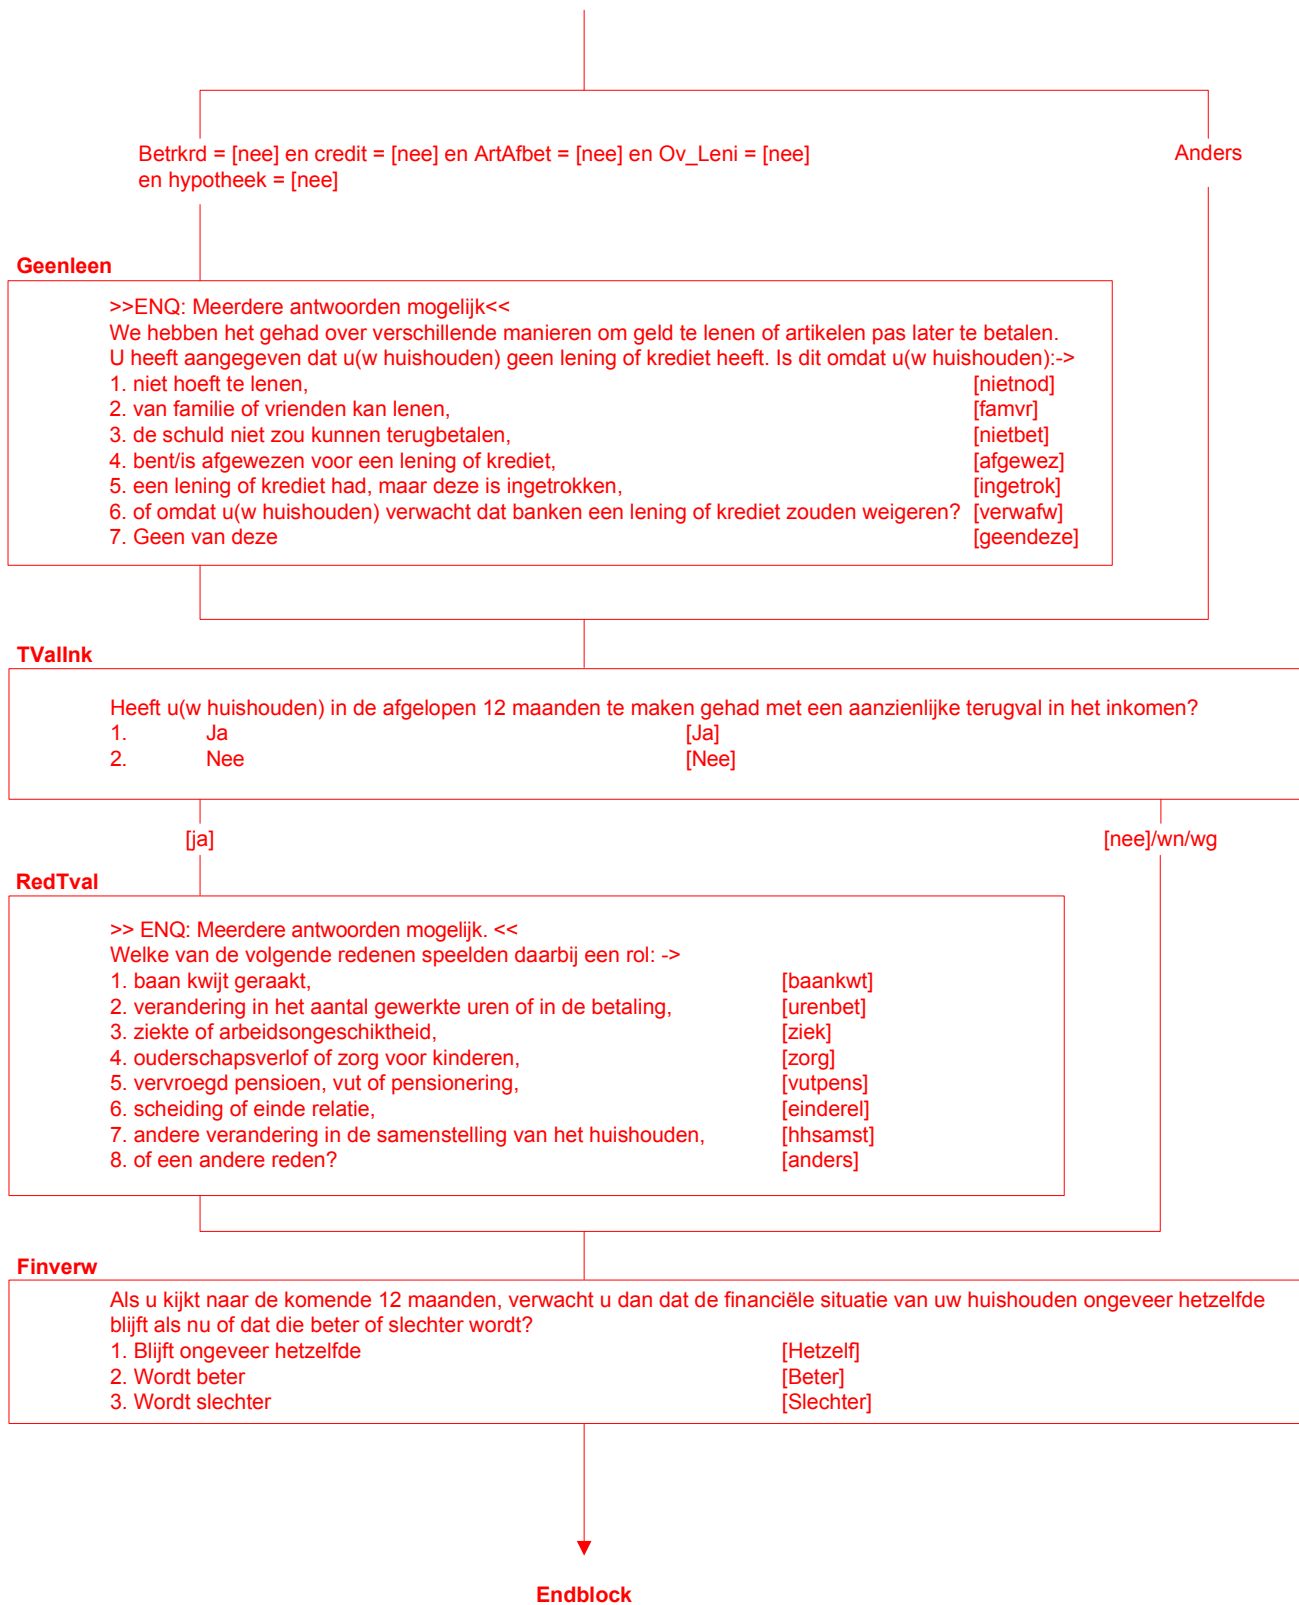 Betrkrd = [nee] en credit = [nee] en ArtAfbet = [nee] en Ov_Leni = [nee]
en hypotheek = [nee]
Anders
Geenleen
>>ENQ: Meerdere antwoorden mogelijk<<
We hebben het gehad over verschillende manieren om geld te lenen of artikelen pas later te betalen.
U heeft aangegeven dat u(w huishouden) geen lening of krediet heeft. Is dit omdat u(w huishouden):->
1. niet hoeft te lenen, [nietnod]
2. van familie of vrienden kan lenen, [famvr]
3. de schuld niet zou kunnen terugbetalen, [nietbet]
4. bent/is afgewezen voor een lening of krediet, [afgewez]
5. een lening of krediet had, maar deze is ingetrokken, [ingetrok]
6. of omdat u(w huishouden) verwacht dat banken een lening of krediet zouden weigeren? [verwafw]
7. Geen van deze [geendeze]
TValInk
Heeft u(w huishouden) in de afgelopen 12 maanden te maken gehad met een aanzienlijke terugval in het inkomen?
1. Ja [Ja]
2. Nee [Nee]
[ja] [nee]/wn/wg
RedTval
>> ENQ: Meerdere antwoorden mogelijk. <<
Welke van de volgende redenen speelden daarbij een rol: ->
1. baan kwijt geraakt, [baankwt]
2. verandering in het aantal gewerkte uren of in de betaling, [urenbet]
3. ziekte of arbeidsongeschiktheid, [ziek]
4. ouderschapsverlof of zorg voor kinderen, [zorg]
5. vervroegd pensioen, vut of pensionering, [vutpens]
6. scheiding of einde relatie, [einderel]
7. andere verandering in de samenstelling van het huishouden, [hhsamst]
8. of een andere reden? [anders]
Finverw
Als u kijkt naar de komende 12 maanden, verwacht u dan dat de financiële situatie van uw huishouden ongeveer hetzelfde
blijft als nu of dat die beter of slechter wordt?
1. Blijft ongeveer hetzelfde [Hetzelf]
2. Wordt beter [Beter]
3. Wordt slechter [Slechter]
Endblock